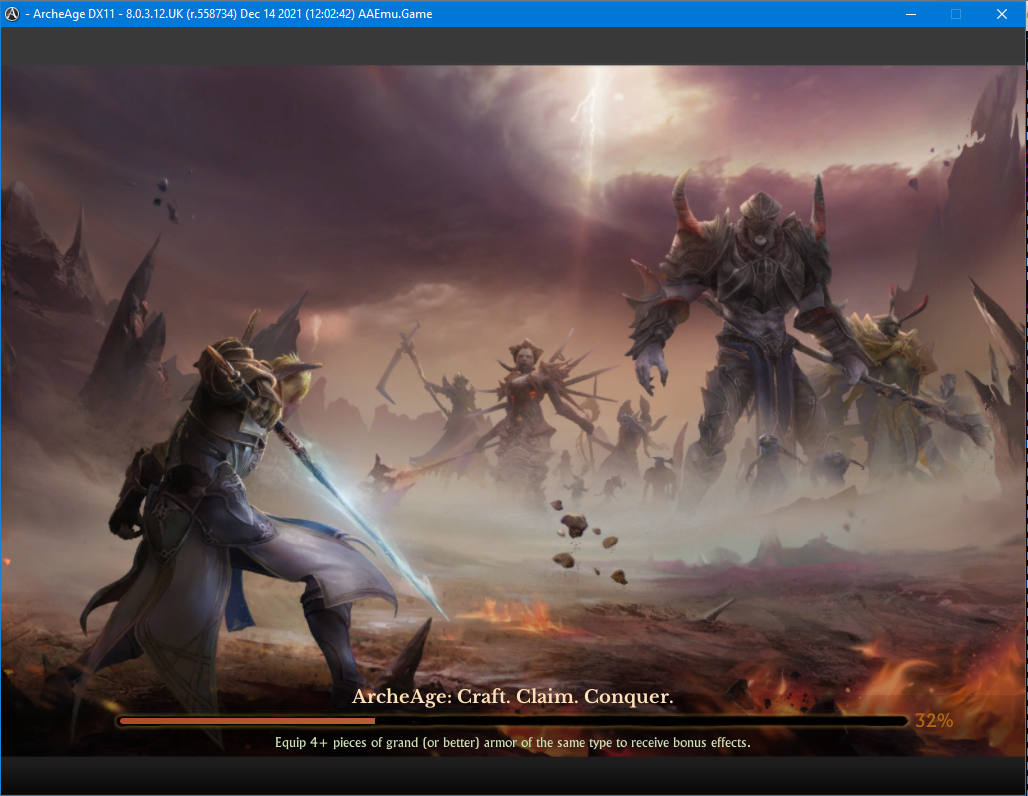 - ArcheAge DX11 - 8.0.3.12.UK (r.558734) Dec 14 2021 (12:02:42) AAEmu.Game
ArcheAge: Craft. Claim. Conquer.
32%
Equip 4+ pieces of grand (or better) armor of the same type to receive bonus effects.